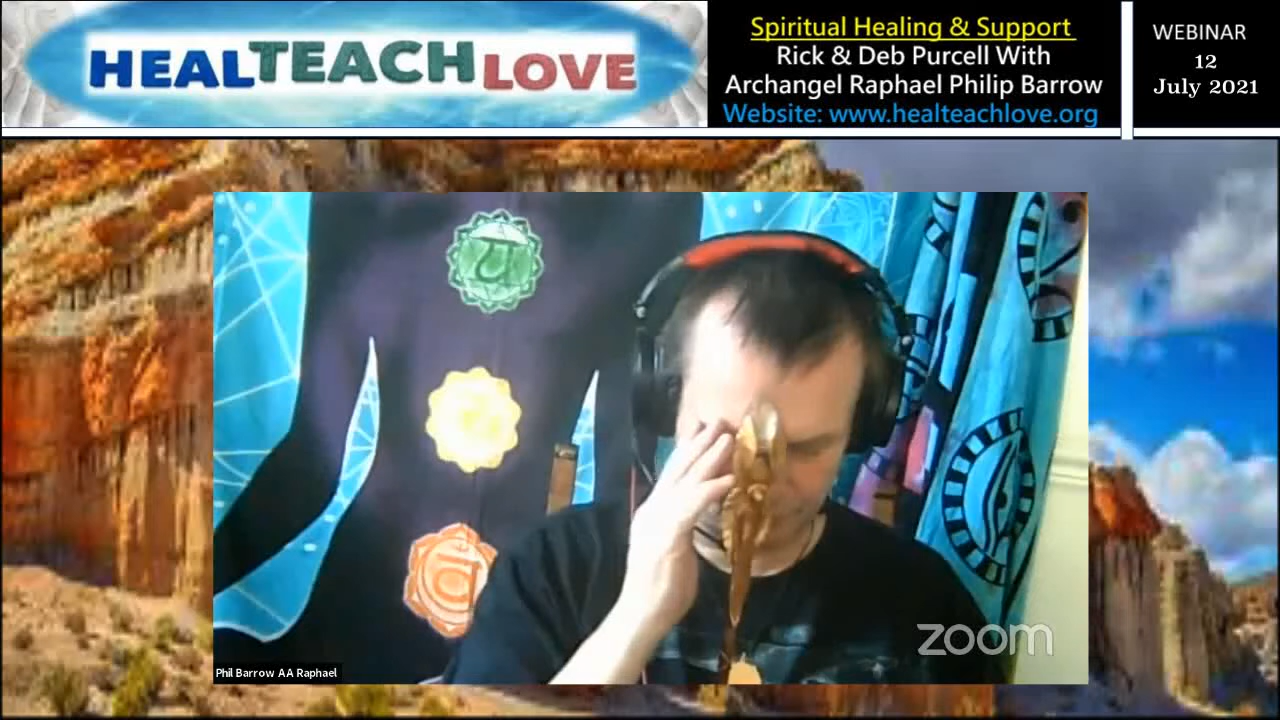 HEALTEACHLOVE
Spiritual Healing & Support
Rick & Deb Purcell With
Archangel Raphael Philip Barrow
Website: www.healteachlove.org
WEBINAR
12
July 2021
Phil Barrow AA Raphael
zoom